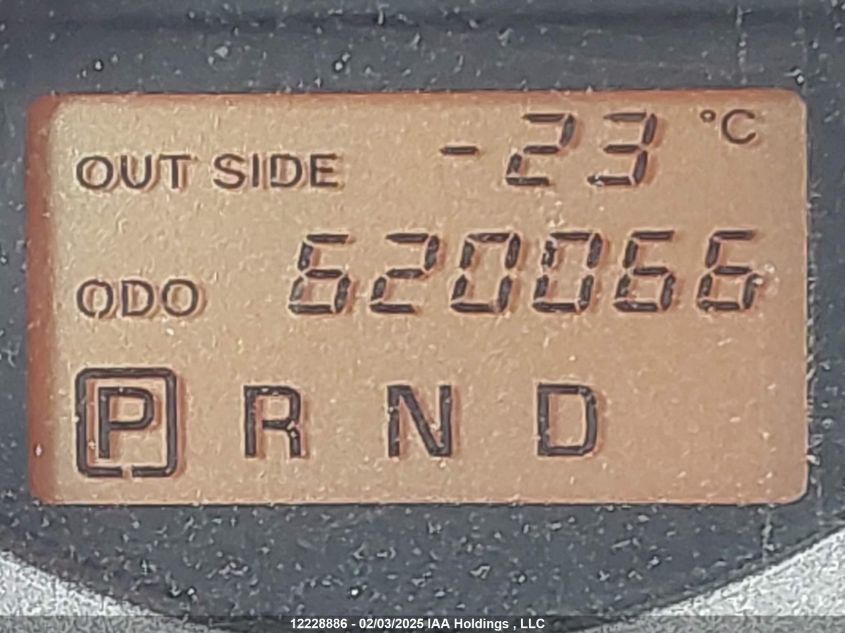 OUT SIDE -23 °C
ODO 620066
P R N D
12228886 - 02/03/2025 IAA Holdings , LLC